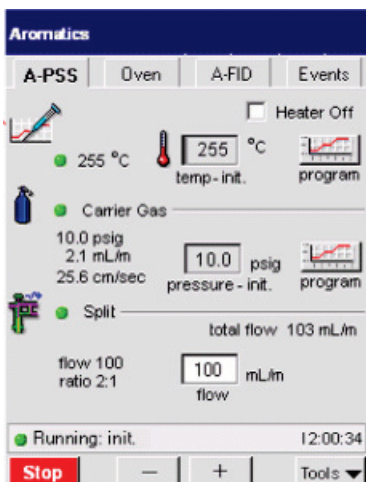 Aromatics
A-PSS Oven A-FID Events
Heater Off
255 °C 255 °C
temp-init. program
Carrier Gas
10.0 psig
2.1 mL/m 10.0 psig
25.6 cm/sec pressure-init. program
Split
total flow 103 mL/m
flow 100
ratio 2:1 100 mL/m
flow
Running: init. 12:00:34
Stop − + Tools